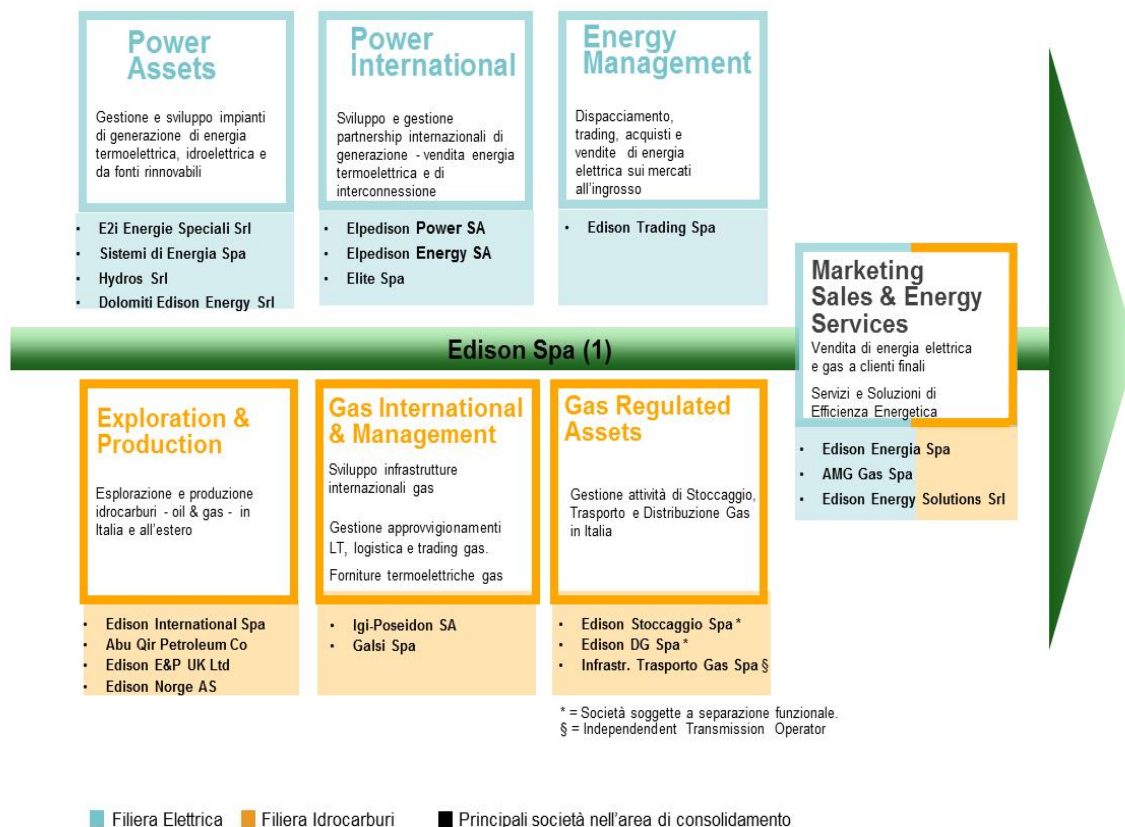 Power
Assets
Gestione e sviluppo impianti
di generazione di energia
termoelettrica, idroelettrica e
da fonti rinnovabili
• E2i Energie Speciali Srl
• Sistemi di Energia Spa
• Hydros Srl
• Dolomiti Edison Energy Srl
Power
International
Sviluppo e gestione
partnership internazionali di
generazione - vendita energia
termoelettrica e di
interconnessione
• Elpedison Power SA
• Elpedison Energy SA
• Elite Spa
Energy
Management
Dispacciamento,
trading, acquisti e
vendite di energia
elettrica sui mercati
all'ingrosso
• Edison Trading Spa
Marketing
Sales & Energy
Services
Vendita di energia elettrica
e gas a clienti finali
Servizi e Soluzioni di
Efficienza Energetica
• Edison Energia Spa
• AMG Gas Spa
• Edison Energy Solutions Srl
Edison Spa (1)
Exploration &
Production
Esplorazione e produzione
idrocarburi - oil & gas - in
Italia e all'estero
• Edison International Spa
• Abu Qir Petroleum Co
• Edison E&P UK Ltd
• Edison Norge AS
Gas International
& Management
Sviluppo infrastrutture
internazionali gas
Gestione approvvigionamenti
LT, logistica e trading gas.
Forniture termoelettriche gas
• Igi-Poseidon SA
• Galsi Spa
Gas Regulated
Assets
Gestione attività di Stoccaggio,
Trasporto e Distribuzione Gas
in Italia
• Edison Stoccaggio Spa *
• Edison DG Spa *
• Infrastr. Trasporto Gas Spa §
* = Società soggette a separazione funzionale.
§ = Independendent Transmission Operator
Filiera Elettrica Filiera Idrocarburi Principali società nell'area di consolidamento